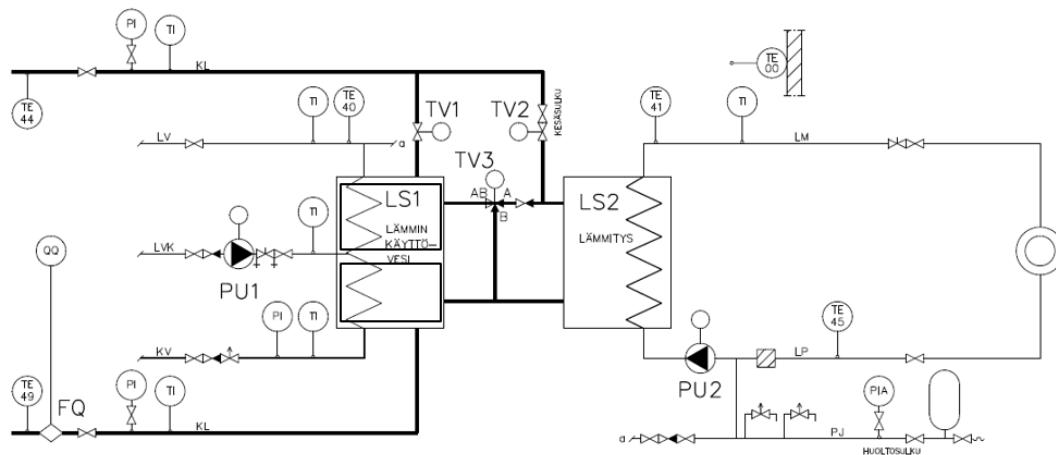 PI
TI
KL
TE
44
TI
TE
40
TV1
TV2
KESÄSULKU
TE
00
TE
41
TI
LV
a
LM
TV3
AB
A
B
LS1
LÄMMIN
KÄYTTÖ-
VESI
LS2
LÄMMITYS
QQ
LVK
TI
PU1
PI
TI
KV
TE
45
LP
PU2
TE
49
FQ
PI
TI
KL
PIA
a
PJ
HUOLTOSULKU